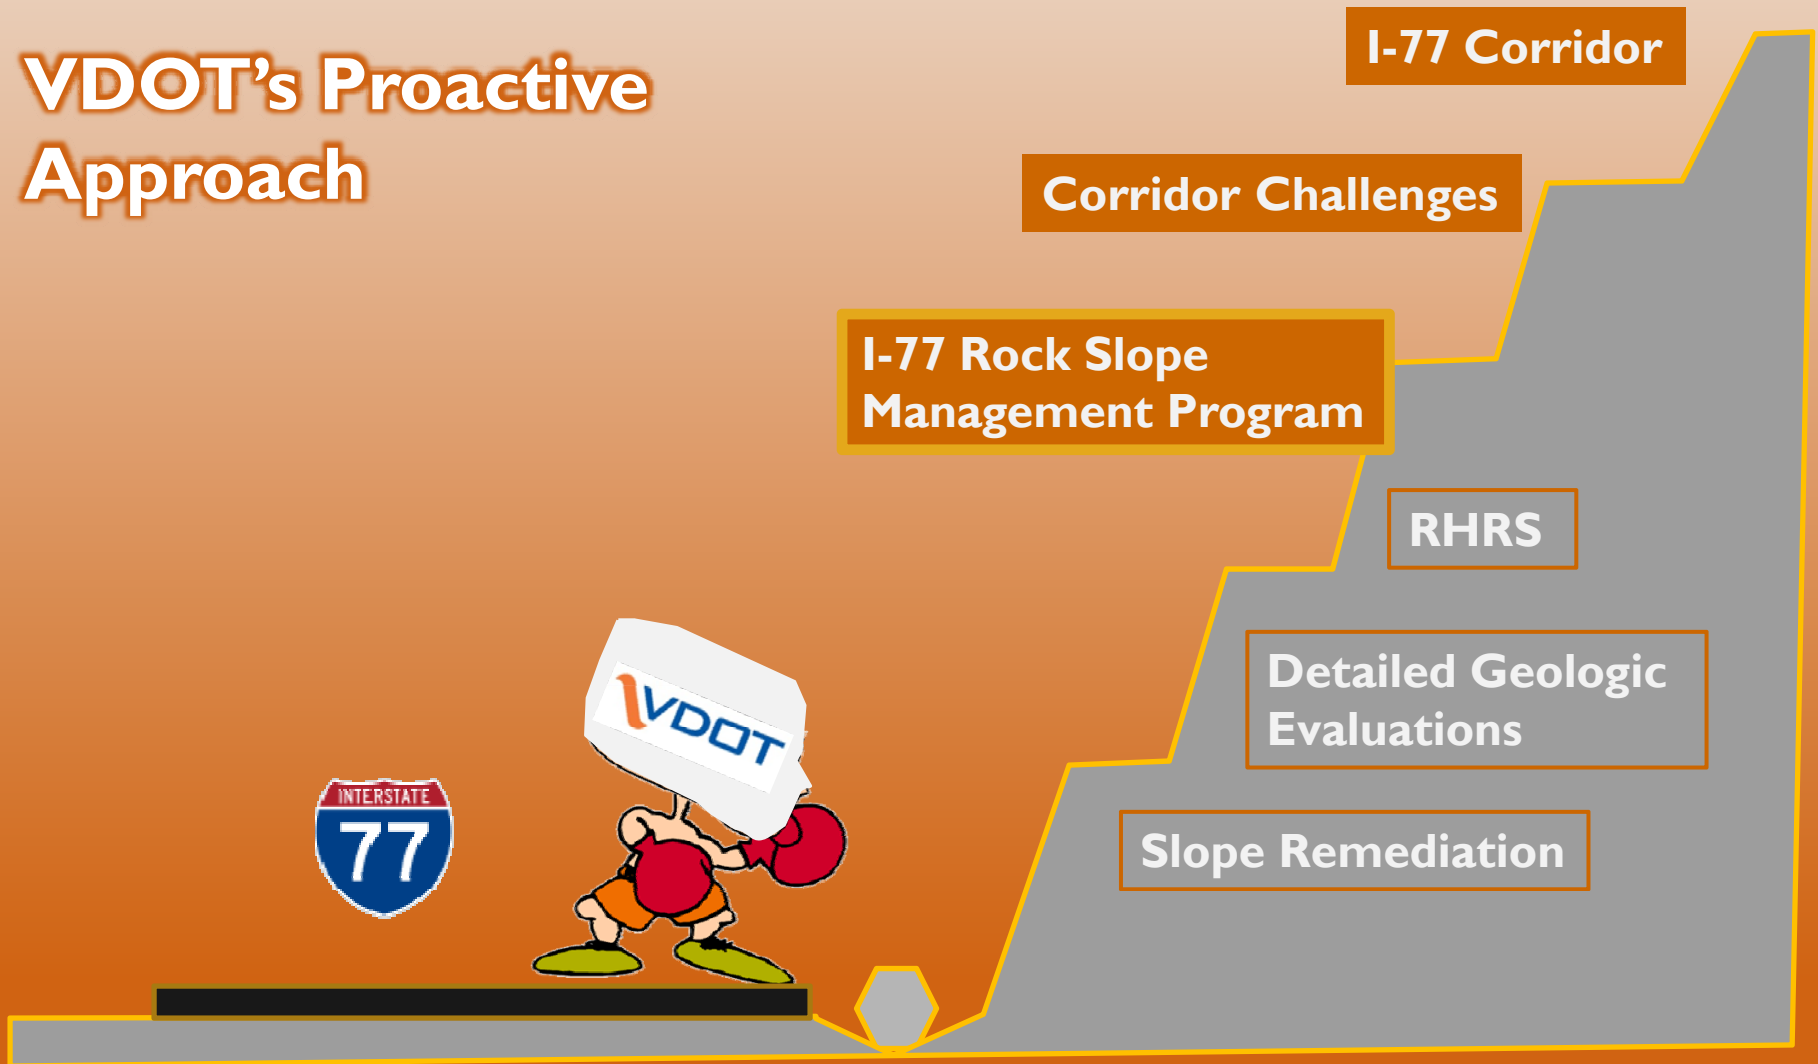 VDOT's Proactive
Approach
I-77 Corridor
Corridor Challenges
I-77 Rock Slope
Management Program
RHRS
Detailed Geologic
Evaluations
Slope Remediation
VDOT
INTERSTATE
77